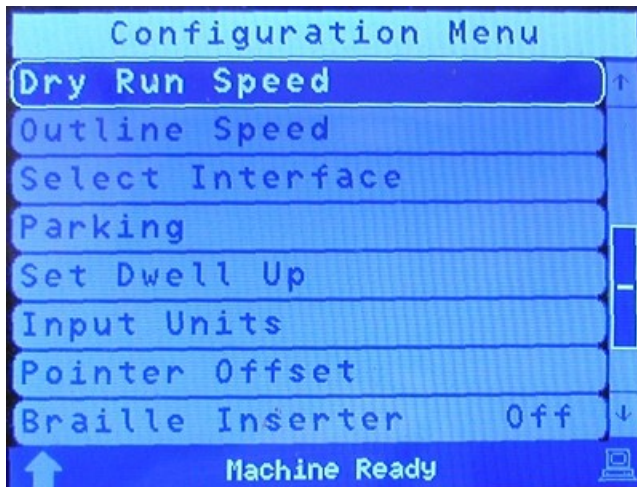 Configuration Menu
Dry Run Speed
Outline Speed
Select Interface
Parking
Set Dwell Up
Input Units
Pointer Offset
Braille Inserter Off
Machine Ready